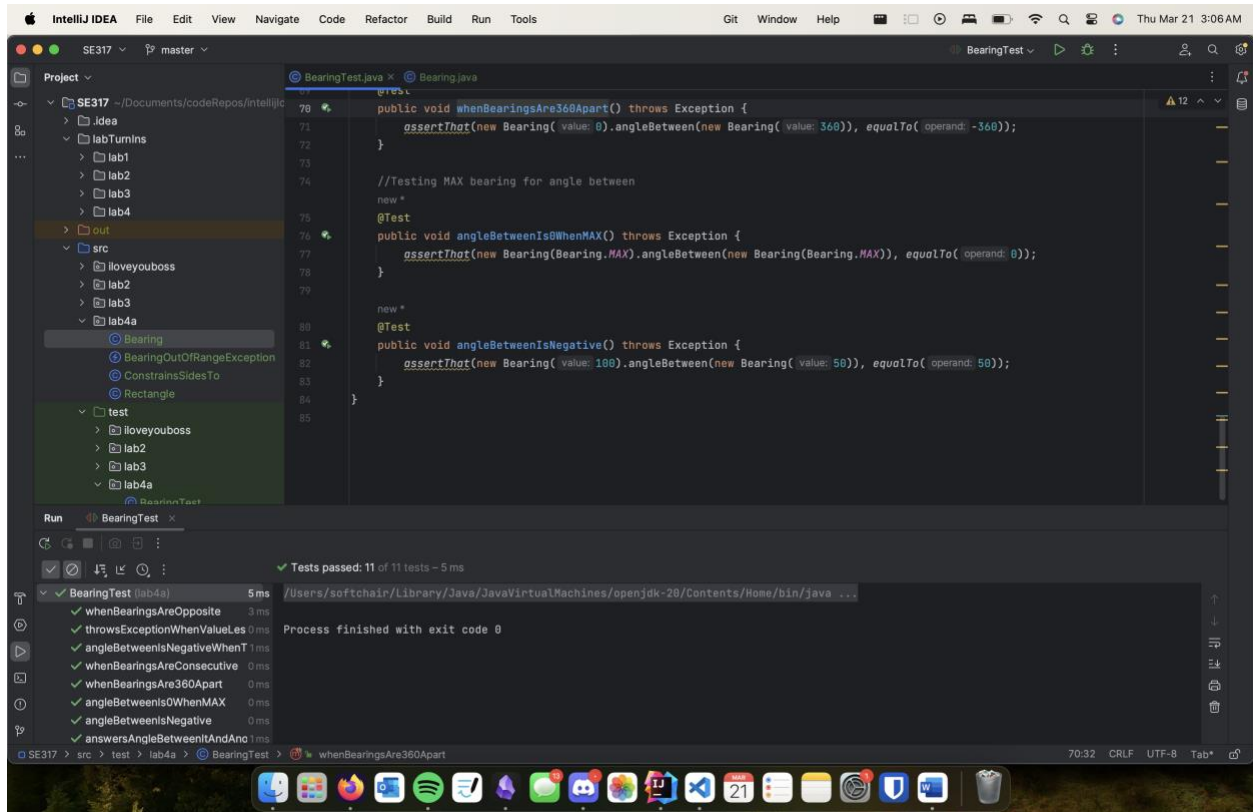 IntelliJ IDEA File Edit View Navigate Code Refactor Build Run Tools Git Window Help Thu Mar 21 3:06 AM
SE317 master BearingTest
Project
BearingTest.java Bearing.java
SE317 ~/Documents/codeRepos/intellijIc
.idea
labTurnIns
lab1
lab2
lab3
lab4
out
src
iloveyouboss
lab2
lab3
lab4a
Bearing
BearingOutOfRangeException
ConstrainsSidesTo
Rectangle
test
iloveyouboss
lab2
lab3
lab4a
BearingTest
69 @Test
70 public void whenBearingsAre360Apart() throws Exception {
71 assertThat(new Bearing( value: 0).angleBetween(new Bearing( value: 360)), equalTo( operand: -360));
72 }
73
74 //Testing MAX bearing for angle between
new *
75 @Test
76 public void angleBetweenIs0WhenMAX() throws Exception {
77 assertThat(new Bearing(Bearing.MAX).angleBetween(new Bearing(Bearing.MAX)), equalTo( operand: 0));
78 }
79
new *
80 @Test
81 public void angleBetweenIsNegative() throws Exception {
82 assertThat(new Bearing( value: 100).angleBetween(new Bearing( value: 50)), equalTo( operand: 50));
83 }
84 }
85
12
Run BearingTest
Tests passed: 11 of 11 tests – 5 ms
BearingTest (lab4a) 5 ms
whenBearingsAreOpposite 3 ms
throwsExceptionWhenValueLes 0 ms
angleBetweenIsNegativeWhenT 1 ms
whenBearingsAreConsecutive 0 ms
whenBearingsAre360Apart 0 ms
angleBetweenIs0WhenMAX 0 ms
angleBetweenIsNegative 0 ms
answersAngleBetweenItAndAno 1 ms
/Users/softchair/Library/Java/JavaVirtualMachines/openjdk-20/Contents/Home/bin/java ...
Process finished with exit code 0
SE317 > src > test > lab4a > BearingTest > whenBearingsAre360Apart 70:32 CRLF UTF-8 Tab*
MAR
21